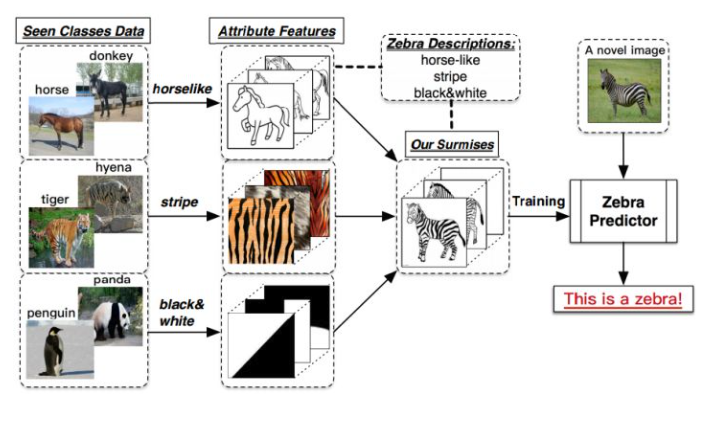 Seen Classes Data
donkey
horse
hyena
tiger
panda
penguin
horselike
stripe
black&
white
Attribute Features
Zebra Descriptions:
horse-like
stripe
black&white
Our Surmises
Training
A novel image
Zebra
Predictor
This is a zebra!